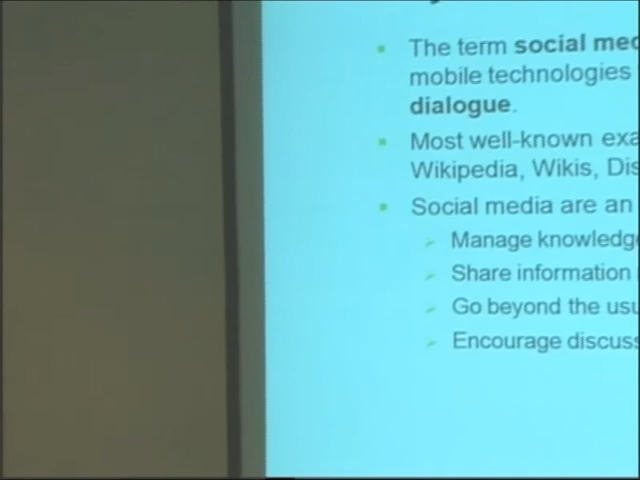 The term social med
mobile technologies
dialogue.
Most well-known exa
Wikipedia, Wikis, Dis
Social media are an
Manage knowledge
Share information
Go beyond the usu
Encourage discuss